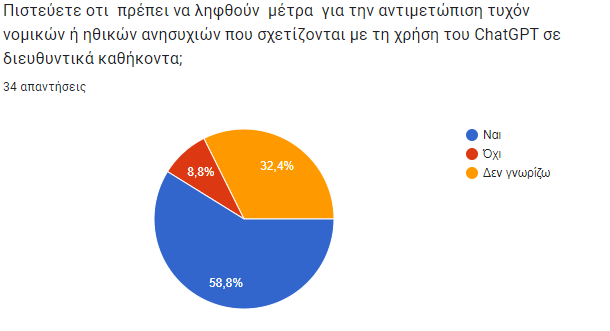 Πιστεύετε οτι πρέπει να ληφθούν μέτρα για την αντιμετώπιση τυχόν
νομικών ή ηθικών ανησυχιών που σχετίζονται με τη χρήση του ChatGPT σε
διευθυντικά καθήκοντα;
34 απαντήσεις
Ναι
Όχι
Δεν γνωρίζω
32,4%
8,8%
58,8%